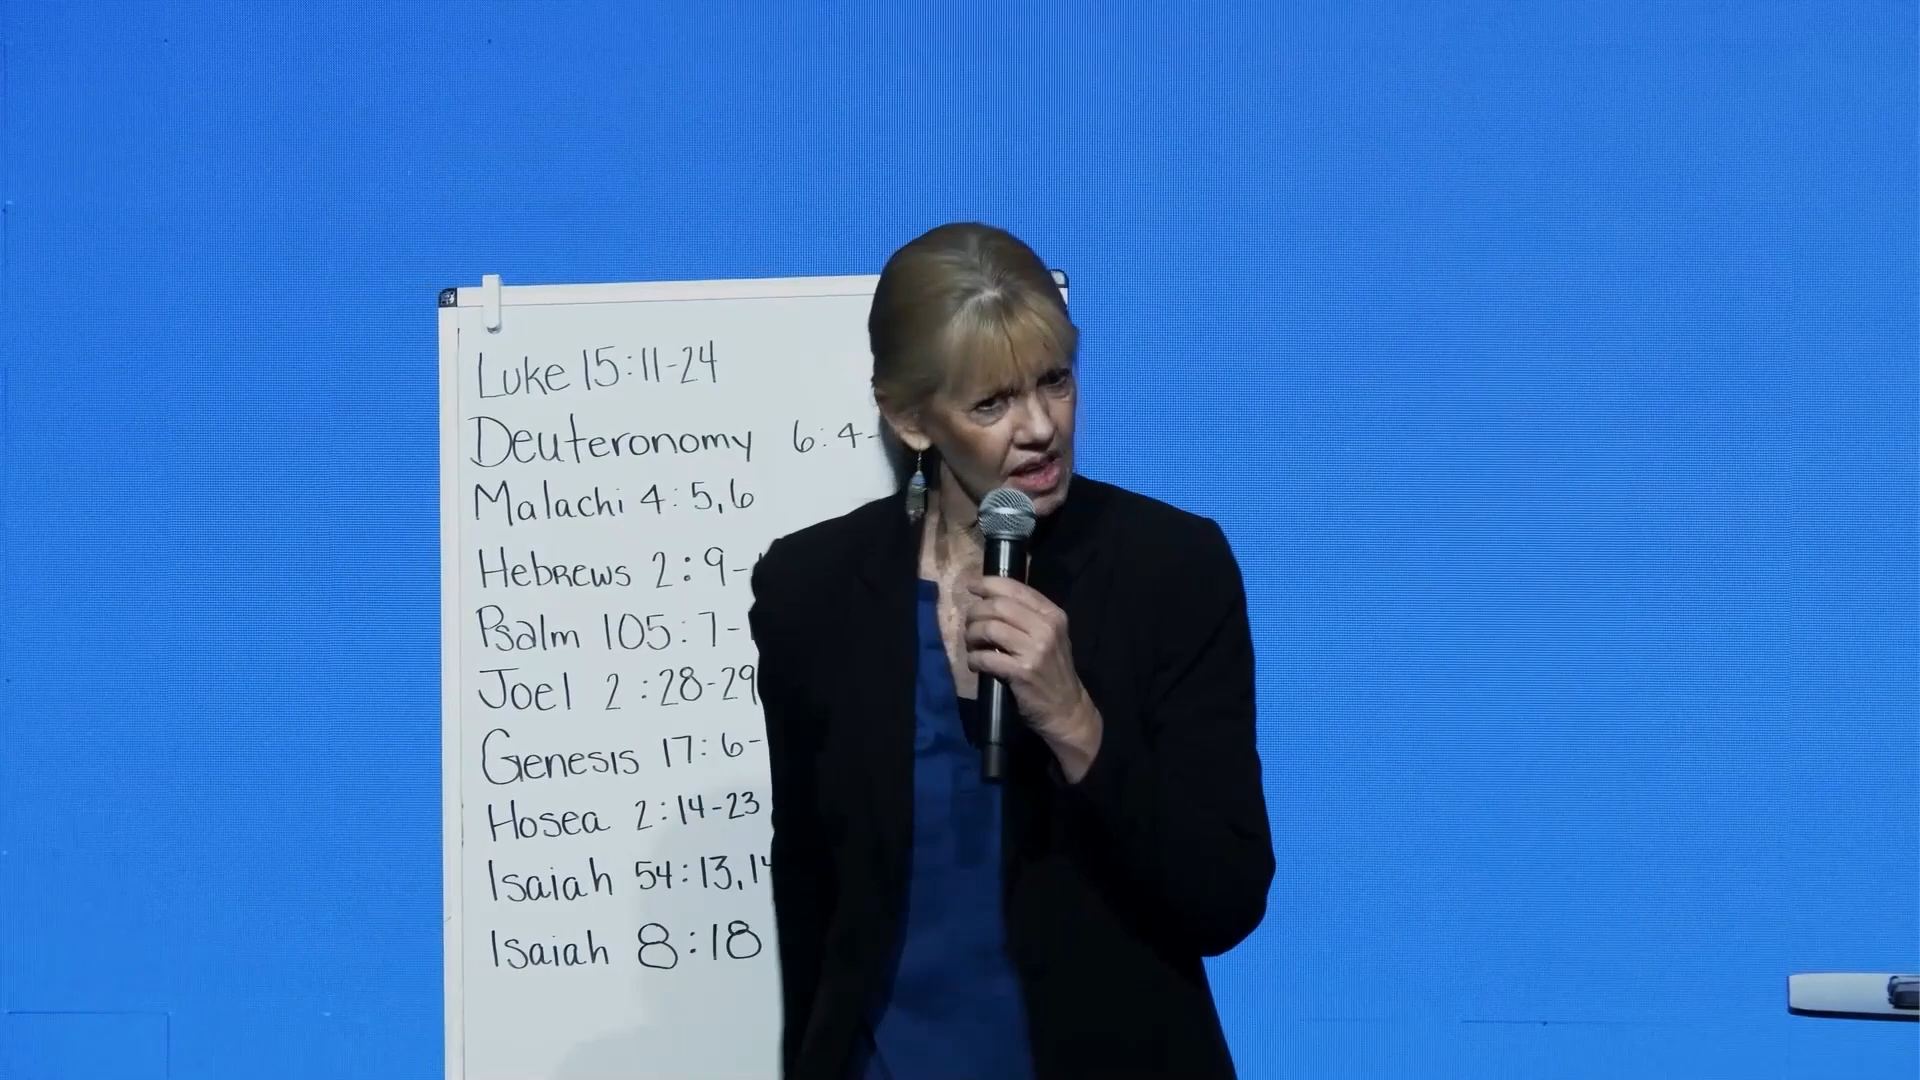 Luke 15:11-24
Deuteronomy 6:4-
Malachi 4:5,6
Hebrews 2:9-
Psalm 105:7-
Joel 2:28-29
Genesis 17:6-
Hosea 2:14-23
Isaiah 54:13,14
Isaiah 8:18